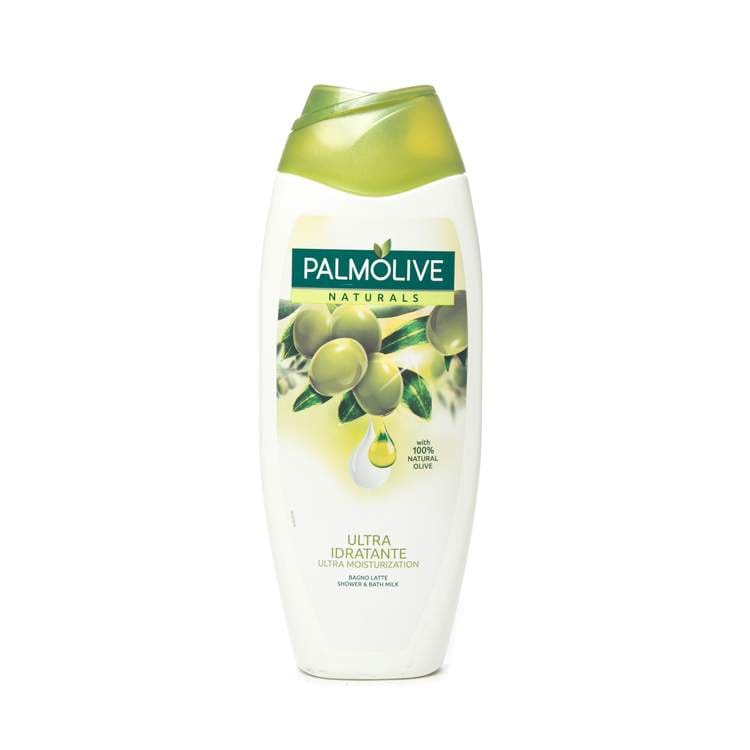 PALMOLIVE
NATURALS
with
100%
NATURAL
OLIVE
ULTRA
IDRATANTE
ULTRA MOISTURIZATION
BAGNO LATTE
SHOWER & BATH MILK